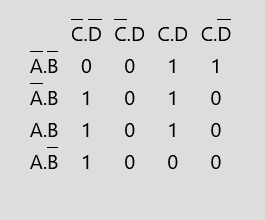 C̅.D̅ C̅.D C.D C.D̅
A̅.B̅ 0 0 1 1
A̅.B 1 0 1 0
A.B 1 0 1 0
A.B̅ 1 0 0 0